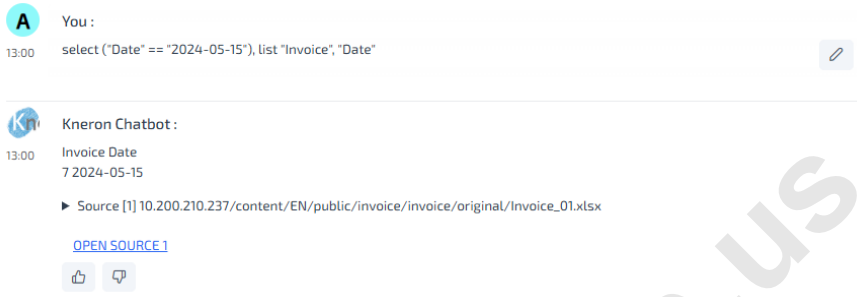 A
You :
13:00
select ("Date" == "2024-05-15"), list "Invoice", "Date"
Kneron Chatbot :
13:00
Invoice Date
7 2024-05-15
▶ Source [1] 10.200.210.237/content/EN/public/invoice/invoice/original/Invoice_01.xlsx
OPEN SOURCE 1
us